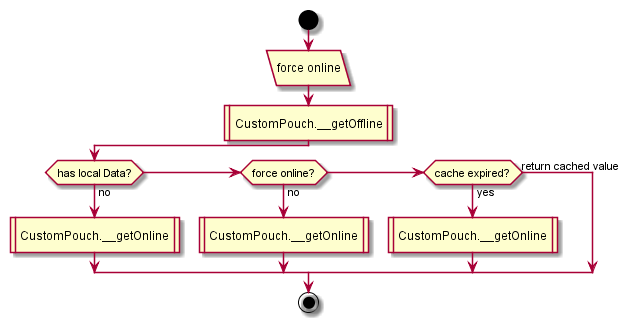 force online
CustomPouch.__getOffline
has local Data?
force online?
cache expired?
return cached value
no
no
yes
CustomPouch.__getOnline
CustomPouch.__getOnline
CustomPouch.__getOnline